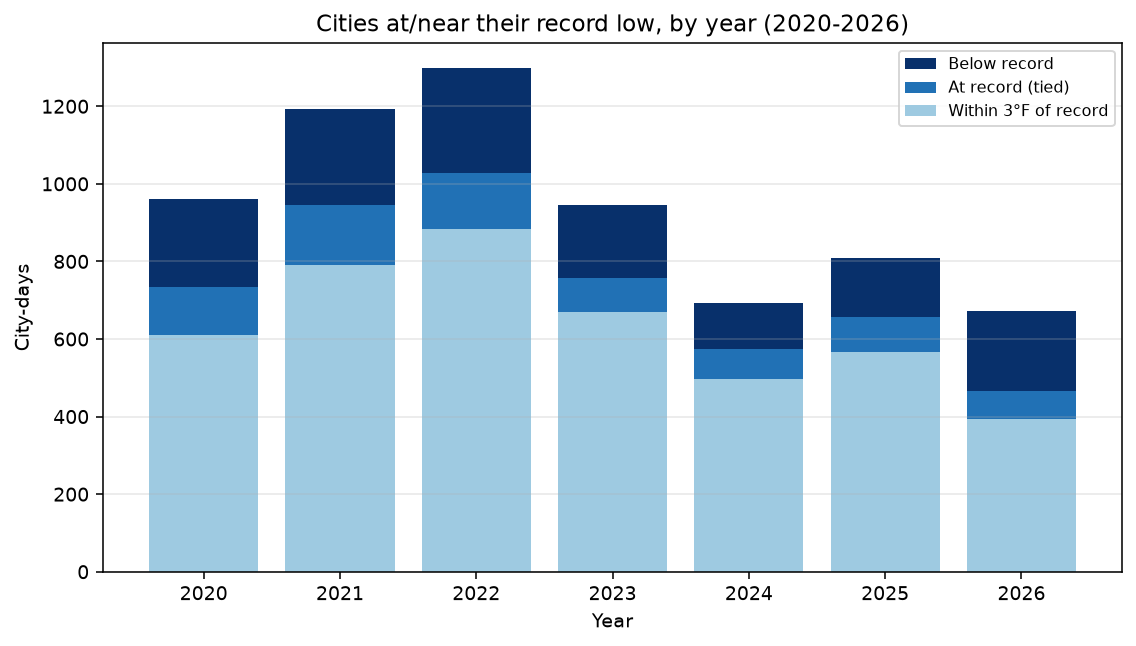 Cities at/near their record low, by year (2020-2026)
Below record
At record (tied)
Within 3°F of record
City-days
1200
1000
800
600
400
200
0
2020 2021 2022 2023 2024 2025 2026
Year